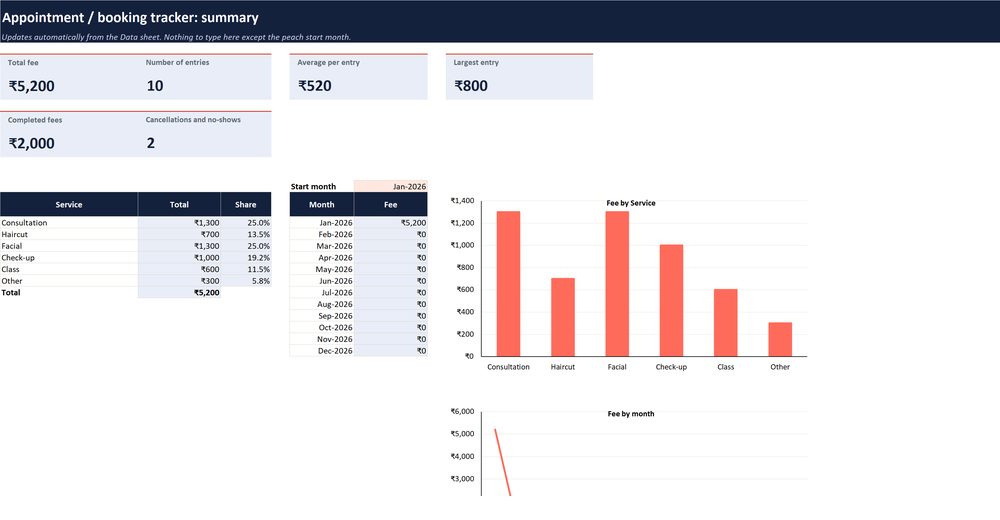 Appointment / booking tracker: summary
Updates automatically from the Data sheet. Nothing to type here except the peach start month.
Total fee Number of entries Average per entry Largest entry
₹5,200 10 ₹520 ₹800
Completed fees Cancellations and no-shows
₹2,000 2
Start month Jan-2026
Service Total Share
Consultation ₹1,300 25.0%
Haircut ₹700 13.5%
Facial ₹1,300 25.0%
Check-up ₹1,000 19.2%
Class ₹600 11.5%
Other ₹300 5.8%
Total ₹5,200
Month Fee
Jan-2026 ₹5,200
Feb-2026 ₹0
Mar-2026 ₹0
Apr-2026 ₹0
May-2026 ₹0
Jun-2026 ₹0
Jul-2026 ₹0
Aug-2026 ₹0
Sep-2026 ₹0
Oct-2026 ₹0
Nov-2026 ₹0
Dec-2026 ₹0
Fee by Service
₹1,400
₹1,200
₹1,000
₹800
₹600
₹400
₹200
₹0
Consultation Haircut Facial Check-up Class Other
Fee by month
₹6,000
₹5,000
₹4,000
₹3,000